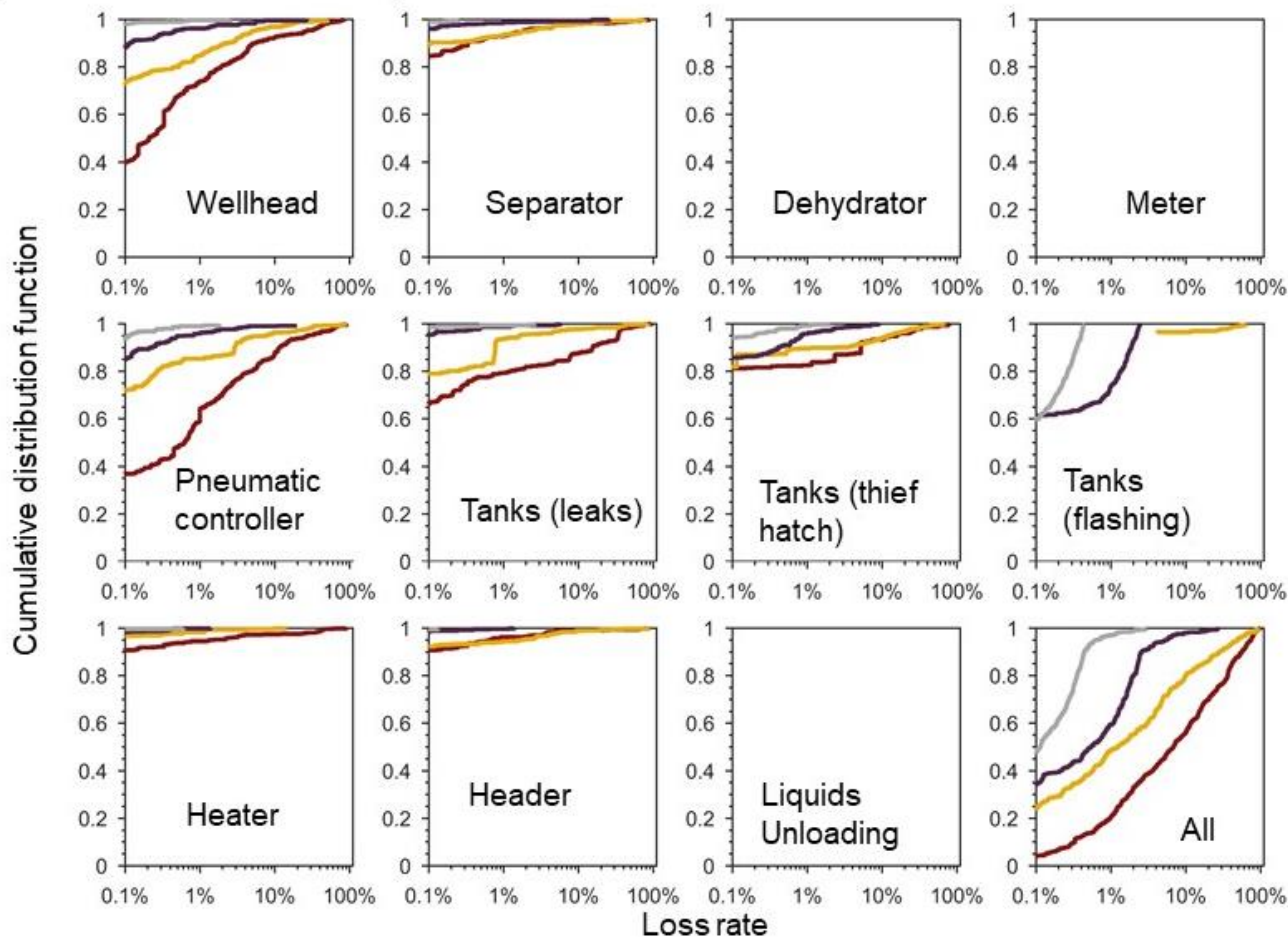 Cumulative distribution function
1
0.8
0.6
0.4
0.2
0
0.1% 1% 10% 100%
Wellhead
1
0.8
0.6
0.4
0.2
0
0.1% 1% 10% 100%
Separator
1
0.8
0.6
0.4
0.2
0
0.1% 1% 10% 100%
Dehydrator
1
0.8
0.6
0.4
0.2
0
0.1% 1% 10% 100%
Meter
1
0.8
0.6
0.4
0.2
0
0.1% 1% 10% 100%
Pneumatic
controller
1
0.8
0.6
0.4
0.2
0
0.1% 1% 10% 100%
Tanks (leaks)
1
0.8
0.6
0.4
0.2
0
0.1% 1% 10% 100%
Tanks (thief
hatch)
1
0.8
0.6
0.4
0.2
0
0.1% 1% 10% 100%
Tanks
(flashing)
1
0.8
0.6
0.4
0.2
0
0.1% 1% 10% 100%
Heater
1
0.8
0.6
0.4
0.2
0
0.1% 1% 10% 100%
Header
1
0.8
0.6
0.4
0.2
0
0.1% 1% 10% 100%
Liquids
Unloading
1
0.8
0.6
0.4
0.2
0
0.1% 1% 10% 100%
All
Loss rate